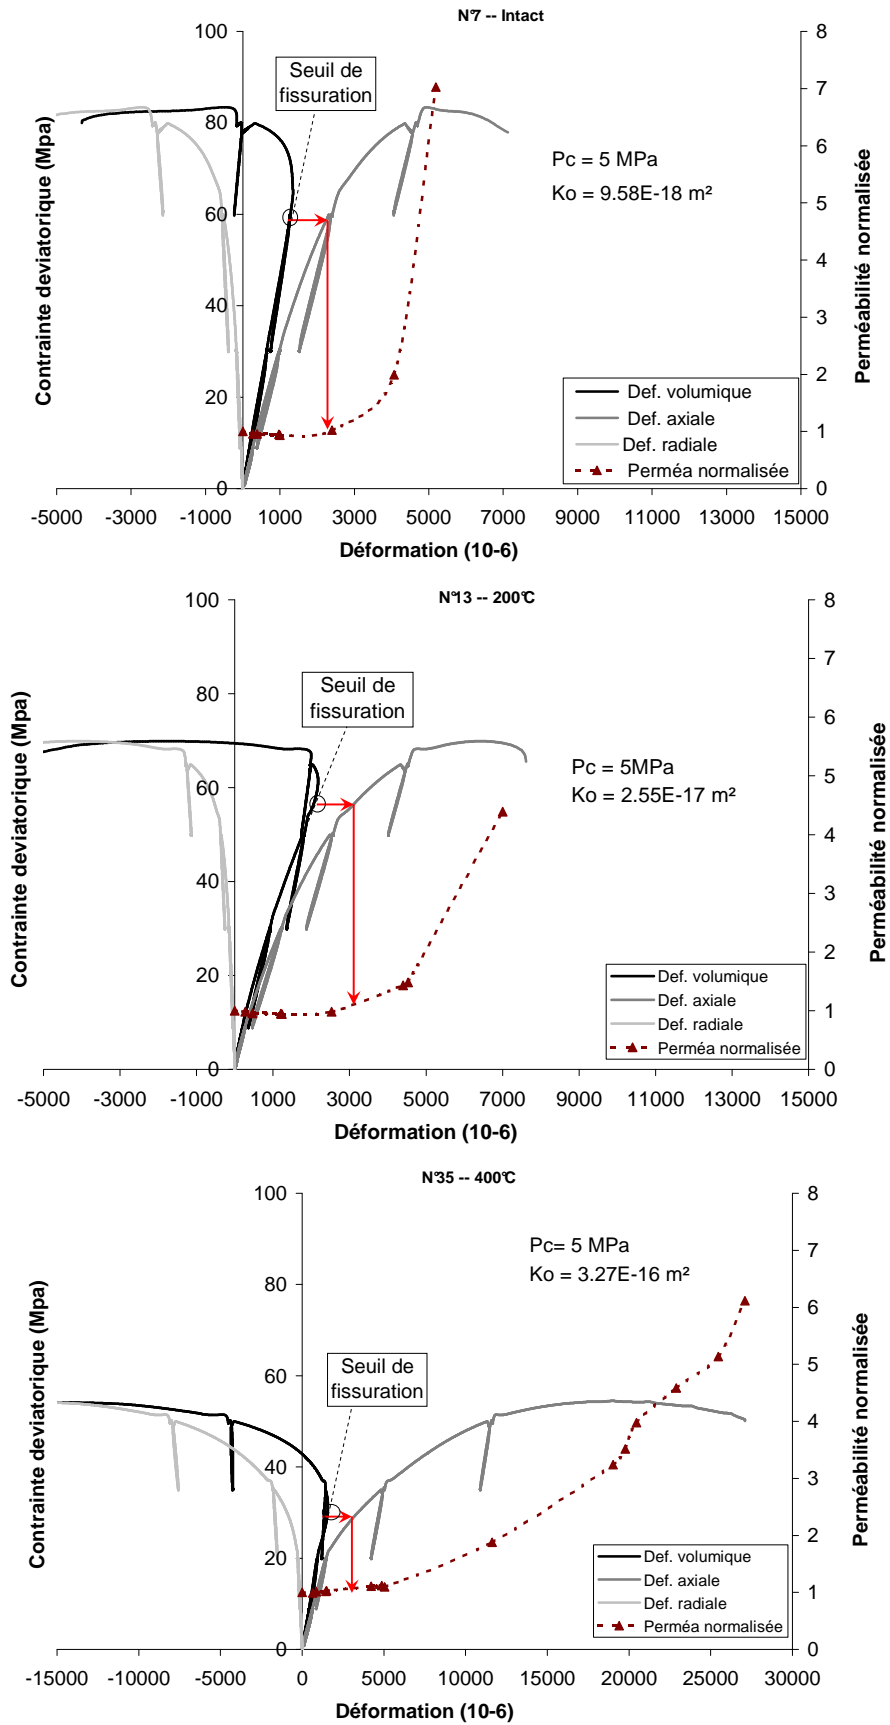 N°7 -- Intact
Contrainte deviatorique (Mpa)
100
80
60
40
20
0
Seuil de
fissuration
Pc = 5 MPa
Ko = 9.58E-18 m²
8
7
6
5
4
3
2
1
0
Perméabilité normalisée
Def. volumique
Def. axiale
Def. radiale
Perméa normalisée
-5000 -3000 -1000 1000 3000 5000 7000 9000 11000 13000 15000
Déformation (10-6)
N°13 -- 200°C
Contrainte deviatorique (Mpa)
100
80
60
40
20
0
Seuil de
fissuration
Pc = 5MPa
Ko = 2.55E-17 m²
8
7
6
5
4
3
2
1
0
Perméabilité normalisée
Def. volumique
Def. axiale
Def. radiale
Perméa normalisée
-5000 -3000 -1000 1000 3000 5000 7000 9000 11000 13000 15000
Déformation (10-6)
N°35 -- 400°C
Contrainte deviatorique (Mpa)
100
80
60
40
20
0
Seuil de
fissuration
Pc= 5 MPa
Ko = 3.27E-16 m²
8
7
6
5
4
3
2
1
0
Perméabilité normalisée
Def. volumique
Def. axiale
Def. radiale
Perméa normalisée
-15000 -10000 -5000 0 5000 10000 15000 20000 25000 30000
Déformation (10-6)